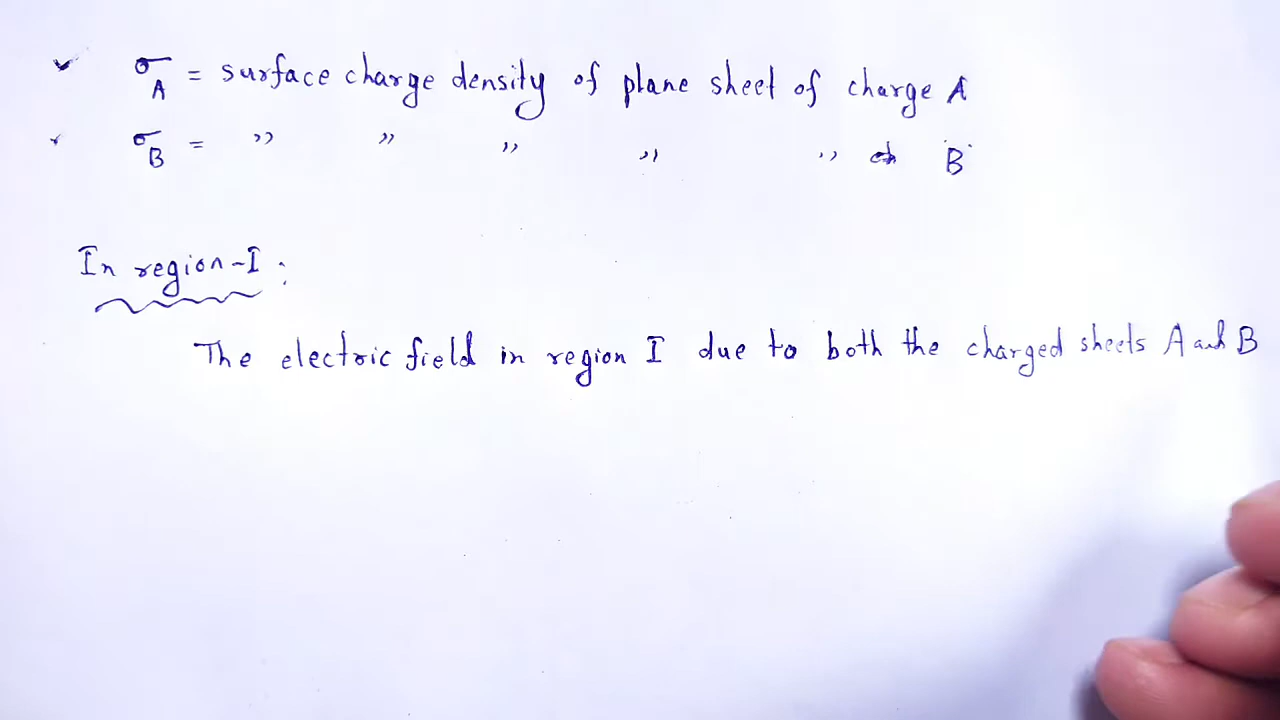 σA = surface charge density of plane sheet of charge A
σB = ,, ,, ,, ,, ,, B
In region-I :
The electric field in region I due to both the charged sheets A and B